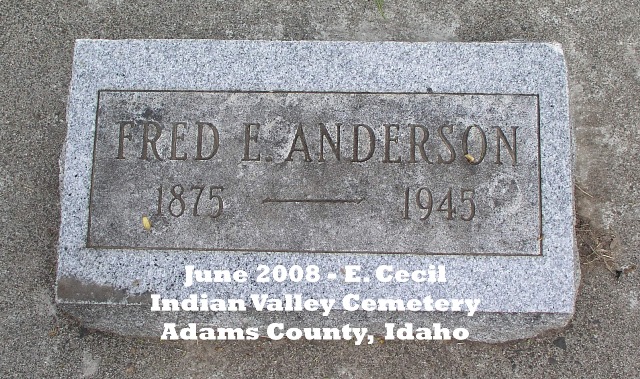 FRED E. ANDERSON
1875 — 1945
June 2008 - E. Cecil
Indian Valley Cemetery
Adams County, Idaho